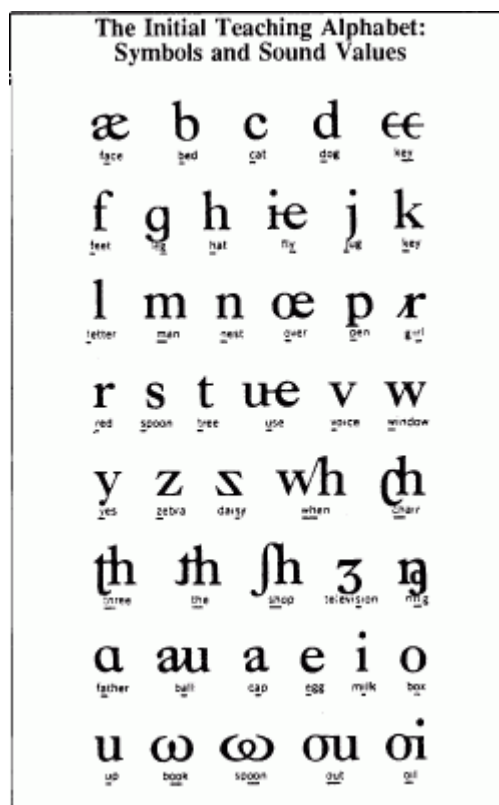 The Initial Teaching Alphabet:
Symbols and Sound Values
æ b c d ɛɛ
face bed cat dog key
f g h ie j k
feet leg hat fly jug key
l m n œ p ɼ
letter man nest over pen girl
r s t ue v w
red spoon tree use voice window
y z ƨ wh ʧh
yes zebra daisy when chair
th ʇh ʃh ʒ ŋ
three the shop television ring
ɑ au a e i o
father ball cap egg milk box
u ω ꙍ ou oi
up book spoon out oil